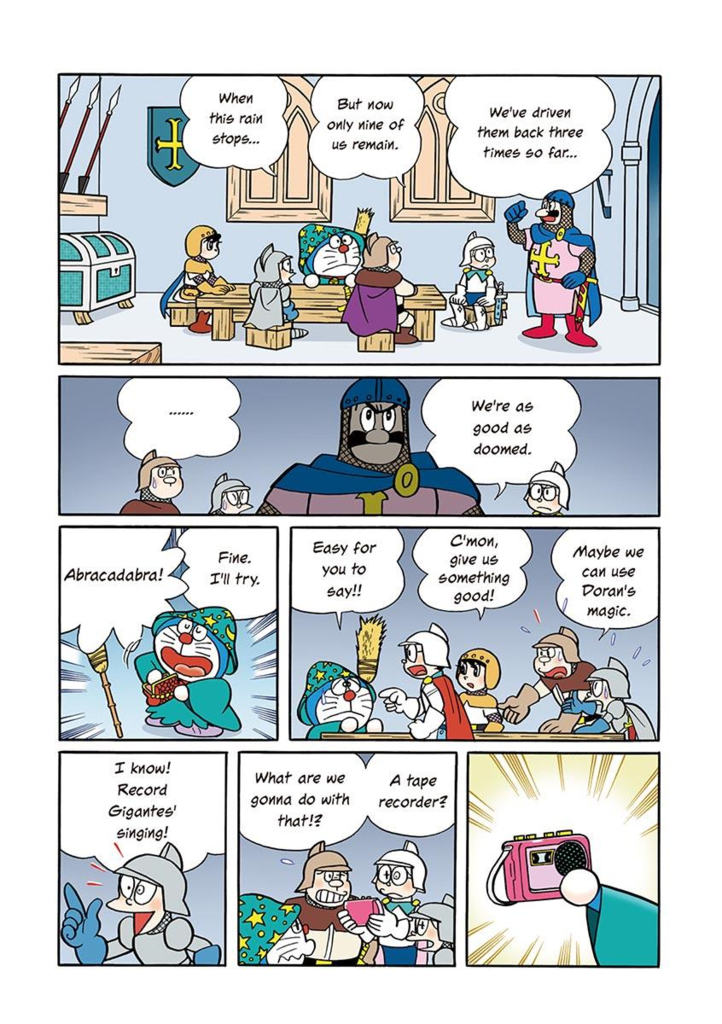 We've driven
them back three
times so far...
But now
only nine of
us remain.
When
this rain
stops...
We're as
good as
doomed.
......
Maybe we
can use
Doran's
magic.
C'mon,
give us
something
good!
Easy for
you to
say!!
Fine.
I'll try.
Abracadabra!
A tape
recorder?
What are we
gonna do with
that!?
I know!
Record
Gigantes'
singing!